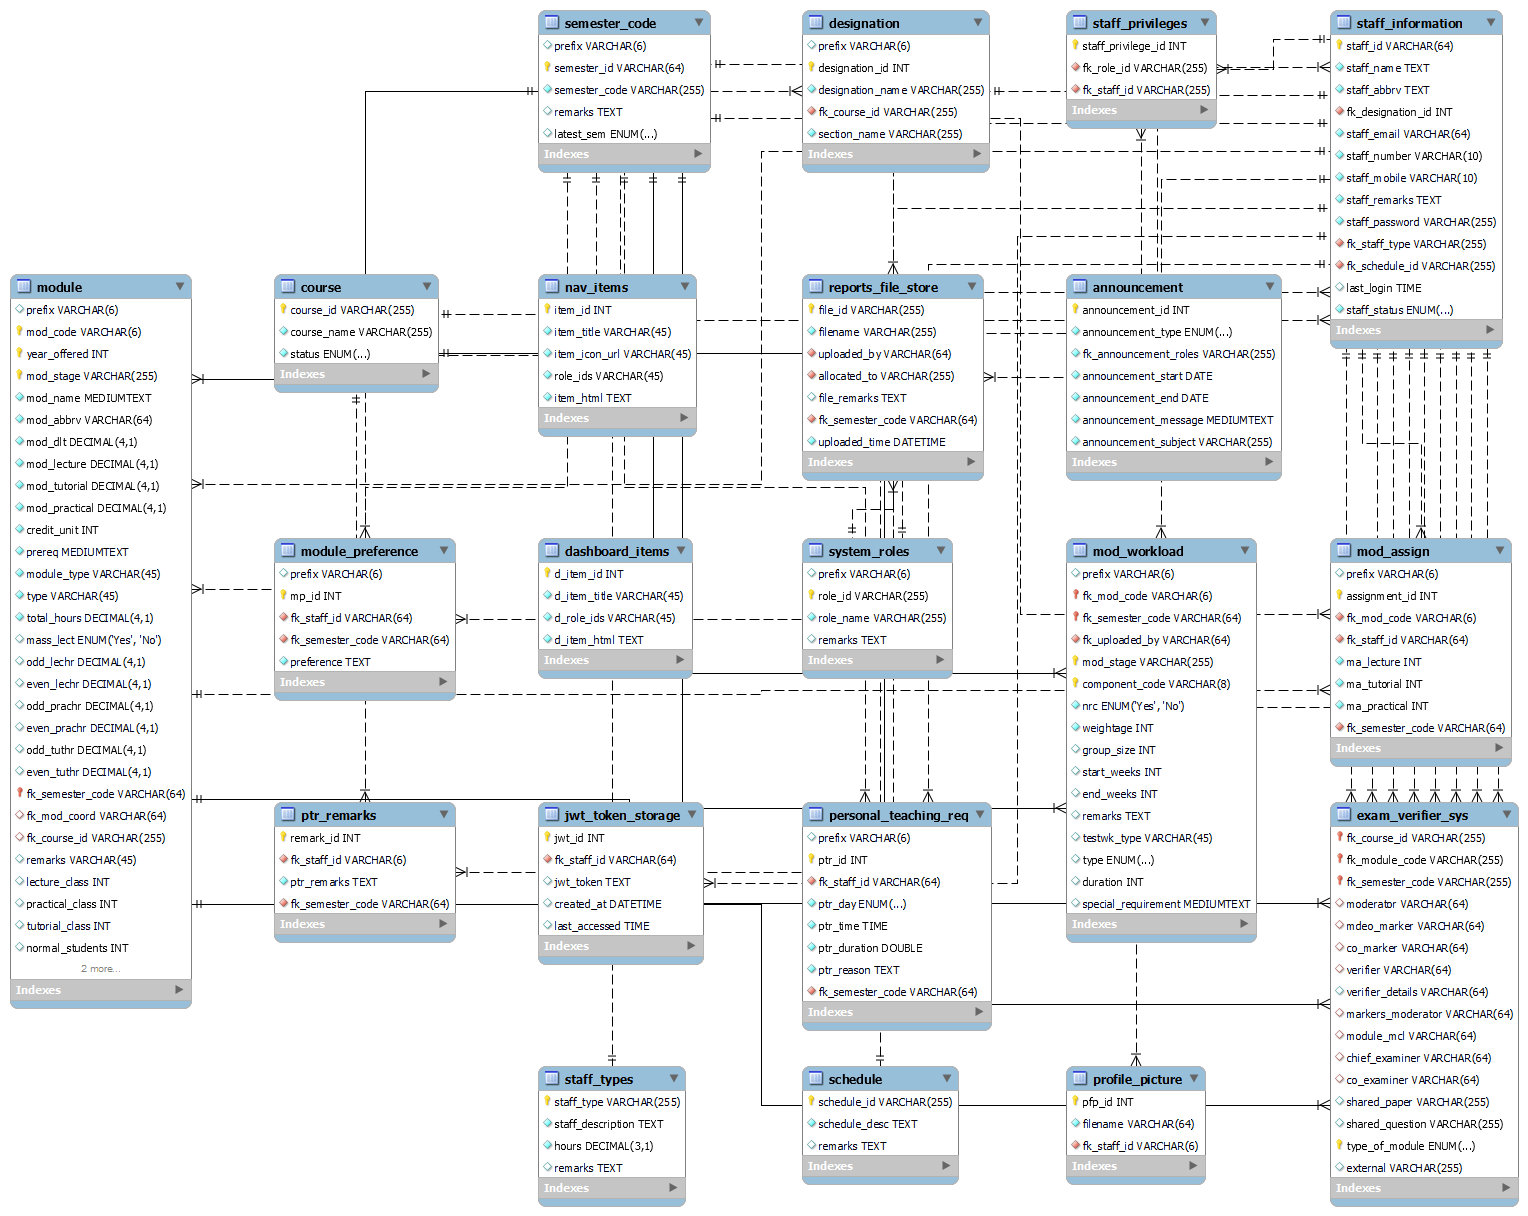 semester_code
prefix VARCHAR(6)
semester_id VARCHAR(64)
semester_code VARCHAR(255)
remarks TEXT
latest_sem ENUM(...)
Indexes
designation
prefix VARCHAR(6)
designation_id INT
designation_name VARCHAR(255)
fk_course_id VARCHAR(255)
section_name VARCHAR(255)
Indexes
staff_privileges
staff_privilege_id INT
fk_role_id VARCHAR(255)
fk_staff_id VARCHAR(255)
Indexes
staff_information
staff_id VARCHAR(64)
staff_name TEXT
staff_abbrv TEXT
fk_designation_id INT
staff_email VARCHAR(64)
staff_number VARCHAR(10)
staff_mobile VARCHAR(10)
staff_remarks TEXT
staff_password VARCHAR(255)
fk_staff_type VARCHAR(255)
fk_schedule_id VARCHAR(255)
last_login TIME
staff_status ENUM(...)
Indexes
module
prefix VARCHAR(6)
mod_code VARCHAR(6)
year_offered INT
mod_stage VARCHAR(255)
mod_name MEDIUMTEXT
mod_abbrv VARCHAR(64)
mod_dlt DECIMAL(4,1)
mod_lecture DECIMAL(4,1)
mod_tutorial DECIMAL(4,1)
mod_practical DECIMAL(4,1)
credit_unit INT
prereq MEDIUMTEXT
module_type VARCHAR(45)
type VARCHAR(45)
total_hours DECIMAL(4,1)
mass_lect ENUM('Yes', 'No')
odd_lechr DECIMAL(4,1)
even_lechr DECIMAL(4,1)
odd_prachr DECIMAL(4,1)
even_prachr DECIMAL(4,1)
odd_tuthr DECIMAL(4,1)
even_tuthr DECIMAL(4,1)
fk_semester_code VARCHAR(64)
fk_mod_coord VARCHAR(64)
fk_course_id VARCHAR(255)
remarks VARCHAR(45)
lecture_class INT
practical_class INT
tutorial_class INT
normal_students INT
2 more...
Indexes
course
course_id VARCHAR(255)
course_name VARCHAR(255)
status ENUM(...)
Indexes
nav_items
item_id INT
item_title VARCHAR(45)
item_icon_url VARCHAR(45)
role_ids VARCHAR(45)
item_html TEXT
Indexes
reports_file_store
file_id VARCHAR(255)
filename VARCHAR(255)
uploaded_by VARCHAR(64)
allocated_to VARCHAR(255)
file_remarks TEXT
fk_semester_code VARCHAR(64)
uploaded_time DATETIME
Indexes
announcement
announcement_id INT
announcement_type ENUM(...)
fk_announcement_roles VARCHAR(255)
announcement_start DATE
announcement_end DATE
announcement_message MEDIUMTEXT
announcement_subject VARCHAR(255)
Indexes
module_preference
prefix VARCHAR(6)
mp_id INT
fk_staff_id VARCHAR(64)
fk_semester_code VARCHAR(64)
preference TEXT
Indexes
dashboard_items
d_item_id INT
d_item_title VARCHAR(45)
d_role_ids VARCHAR(45)
d_item_html TEXT
Indexes
system_roles
prefix VARCHAR(6)
role_id VARCHAR(255)
role_name VARCHAR(255)
remarks TEXT
Indexes
mod_workload
prefix VARCHAR(6)
fk_mod_code VARCHAR(6)
fk_semester_code VARCHAR(64)
fk_uploaded_by VARCHAR(64)
mod_stage VARCHAR(255)
component_code VARCHAR(8)
nrc ENUM('Yes', 'No')
weightage INT
group_size INT
start_weeks INT
end_weeks INT
remarks TEXT
testwk_type VARCHAR(45)
type ENUM(...)
duration INT
special_requirement MEDIUMTEXT
Indexes
mod_assign
prefix VARCHAR(6)
assignment_id INT
fk_mod_code VARCHAR(6)
fk_staff_id VARCHAR(64)
ma_lecture INT
ma_tutorial INT
ma_practical INT
fk_semester_code VARCHAR(64)
Indexes
ptr_remarks
remark_id INT
fk_staff_id VARCHAR(6)
ptr_remarks TEXT
fk_semester_code VARCHAR(64)
Indexes
jwt_token_storage
jwt_id INT
fk_staff_id VARCHAR(64)
jwt_token TEXT
created_at DATETIME
last_accessed TIME
Indexes
personal_teaching_req
prefix VARCHAR(6)
ptr_id INT
fk_staff_id VARCHAR(64)
ptr_day ENUM(...)
ptr_time TIME
ptr_duration DOUBLE
ptr_reason TEXT
fk_semester_code VARCHAR(64)
Indexes
exam_verifier_sys
fk_course_id VARCHAR(255)
fk_module_code VARCHAR(255)
fk_semester_code VARCHAR(255)
moderator VARCHAR(64)
mdeo_marker VARCHAR(64)
co_marker VARCHAR(64)
verifier VARCHAR(64)
verifier_details VARCHAR(64)
markers_moderator VARCHAR(64)
module_mcl VARCHAR(64)
chief_examiner VARCHAR(64)
co_examiner VARCHAR(64)
shared_paper VARCHAR(255)
shared_question VARCHAR(255)
type_of_module ENUM(...)
external VARCHAR(255)
Indexes
staff_types
staff_type VARCHAR(255)
staff_description TEXT
hours DECIMAL(3,1)
remarks TEXT
Indexes
schedule
schedule_id VARCHAR(255)
schedule_desc TEXT
remarks TEXT
Indexes
profile_picture
pfp_id INT
filename VARCHAR(64)
fk_staff_id VARCHAR(6)
Indexes